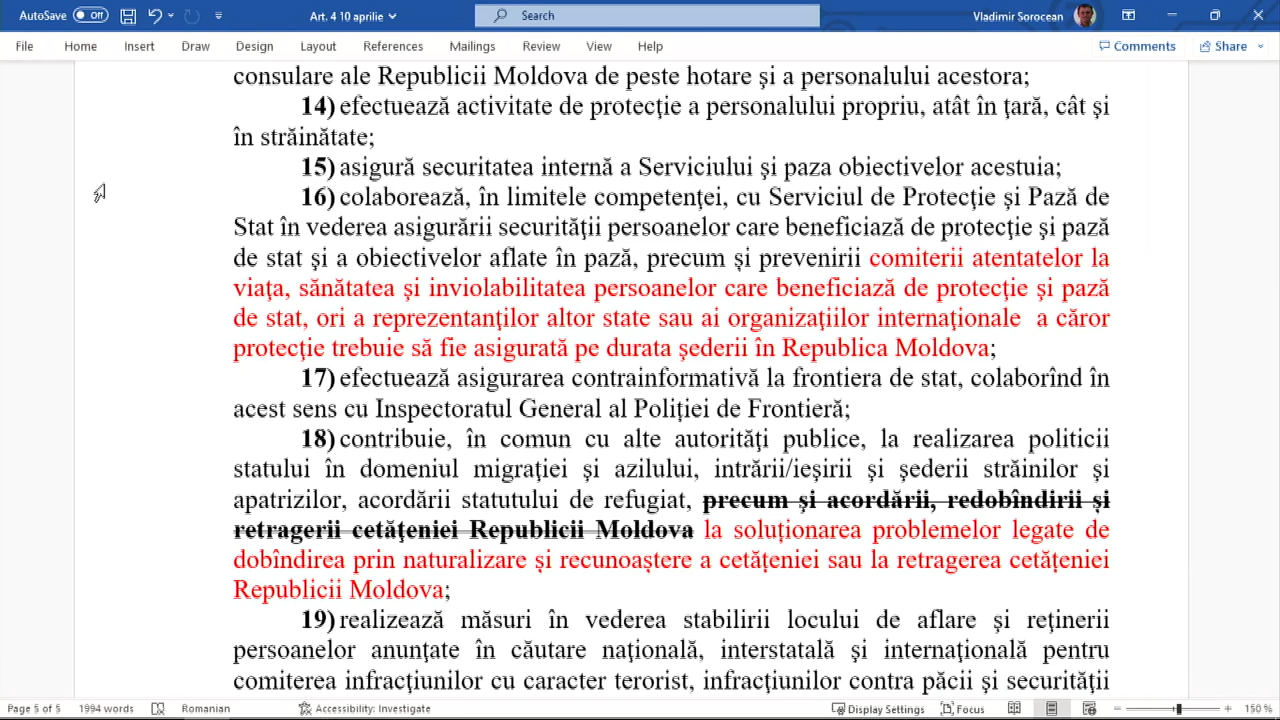 AutoSave Off Art. 4 10 aprilie Search Vladimir Sorocean
File Home Insert Draw Design Layout References Mailings Review View Help Comments Share
consulare ale Republicii Moldova de peste hotare şi a personalului acestora;
14) efectuează activitate de protecţie a personalului propriu, atât în ţară, cât şi
în străinătate;
15) asigură securitatea internă a Serviciului şi paza obiectivelor acestuia;
16) colaborează, în limitele competenţei, cu Serviciul de Protecţie și Pază de
Stat în vederea asigurării securităţii persoanelor care beneficiază de protecţie şi pază
de stat şi a obiectivelor aflate în pază, precum și prevenirii comiterii atentatelor la
viaţa, sănătatea și inviolabilitatea persoanelor care beneficiază de protecţie şi pază
de stat, ori a reprezentanţilor altor state sau ai organizaţiilor internaţionale a căror
protecţie trebuie să fie asigurată pe durata şederii în Republica Moldova;
17) efectuează asigurarea contrainformativă la frontiera de stat, colaborînd în
acest sens cu Inspectoratul General al Poliției de Frontieră;
18) contribuie, în comun cu alte autorităţi publice, la realizarea politicii
statului în domeniul migraţiei şi azilului, intrării/ieșirii şi şederii străinilor şi
apatrizilor, acordării statutului de refugiat, precum şi acordării, redobîndirii şi
retragerii cetăţeniei Republicii Moldova la soluționarea problemelor legate de
dobîndirea prin naturalizare și recunoaștere a cetățeniei sau la retragerea cetățeniei
Republicii Moldova;
19) realizează măsuri în vederea stabilirii locului de aflare şi reţinerii
persoanelor anunţate în căutare naţională, interstatală şi internaţională pentru
comiterea infracţiunilor cu caracter terorist, infracţiunilor contra păcii şi securităţii
Page 5 of 5 1994 words Romanian Accessibility: Investigate Display Settings Focus 150 %